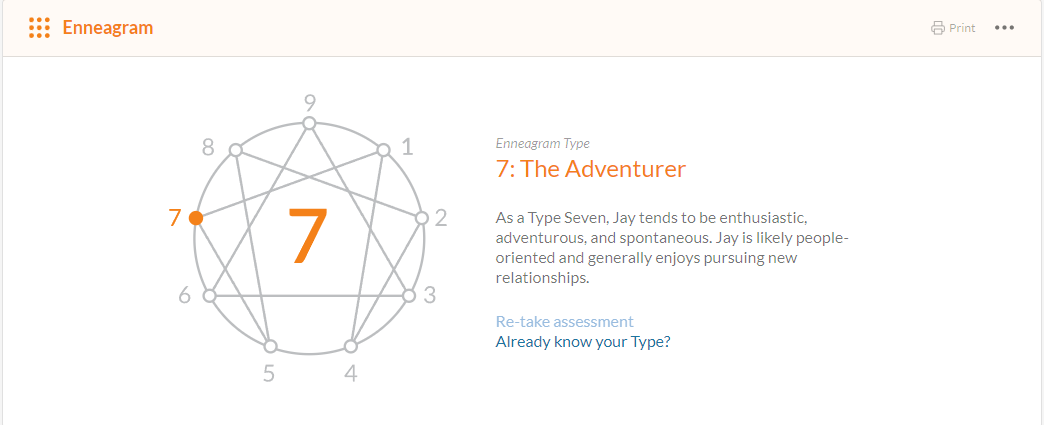 Enneagram
Print
9
8
1
7
7
2
6
3
5
4
Enneagram Type
7: The Adventurer
As a Type Seven, Jay tends to be enthusiastic,
adventurous, and spontaneous. Jay is likely people-
oriented and generally enjoys pursuing new
relationships.
Re-take assessment
Already know your Type?